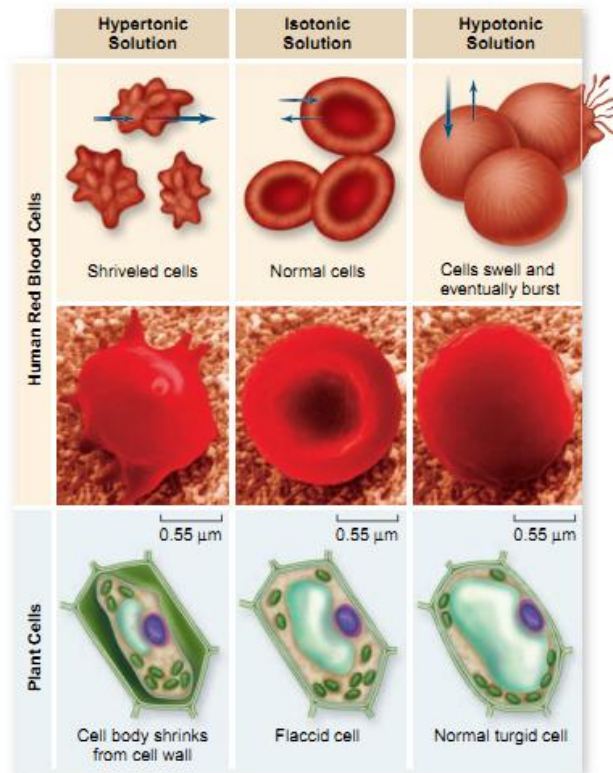 Hypertonic
Solution
Isotonic
Solution
Hypotonic
Solution
Human Red Blood Cells
Shriveled cells
Normal cells
Cells swell and
eventually burst
0.55 μm
0.55 μm
0.55 μm
Plant Cells
Cell body shrinks
from cell wall
Flaccid cell
Normal turgid cell